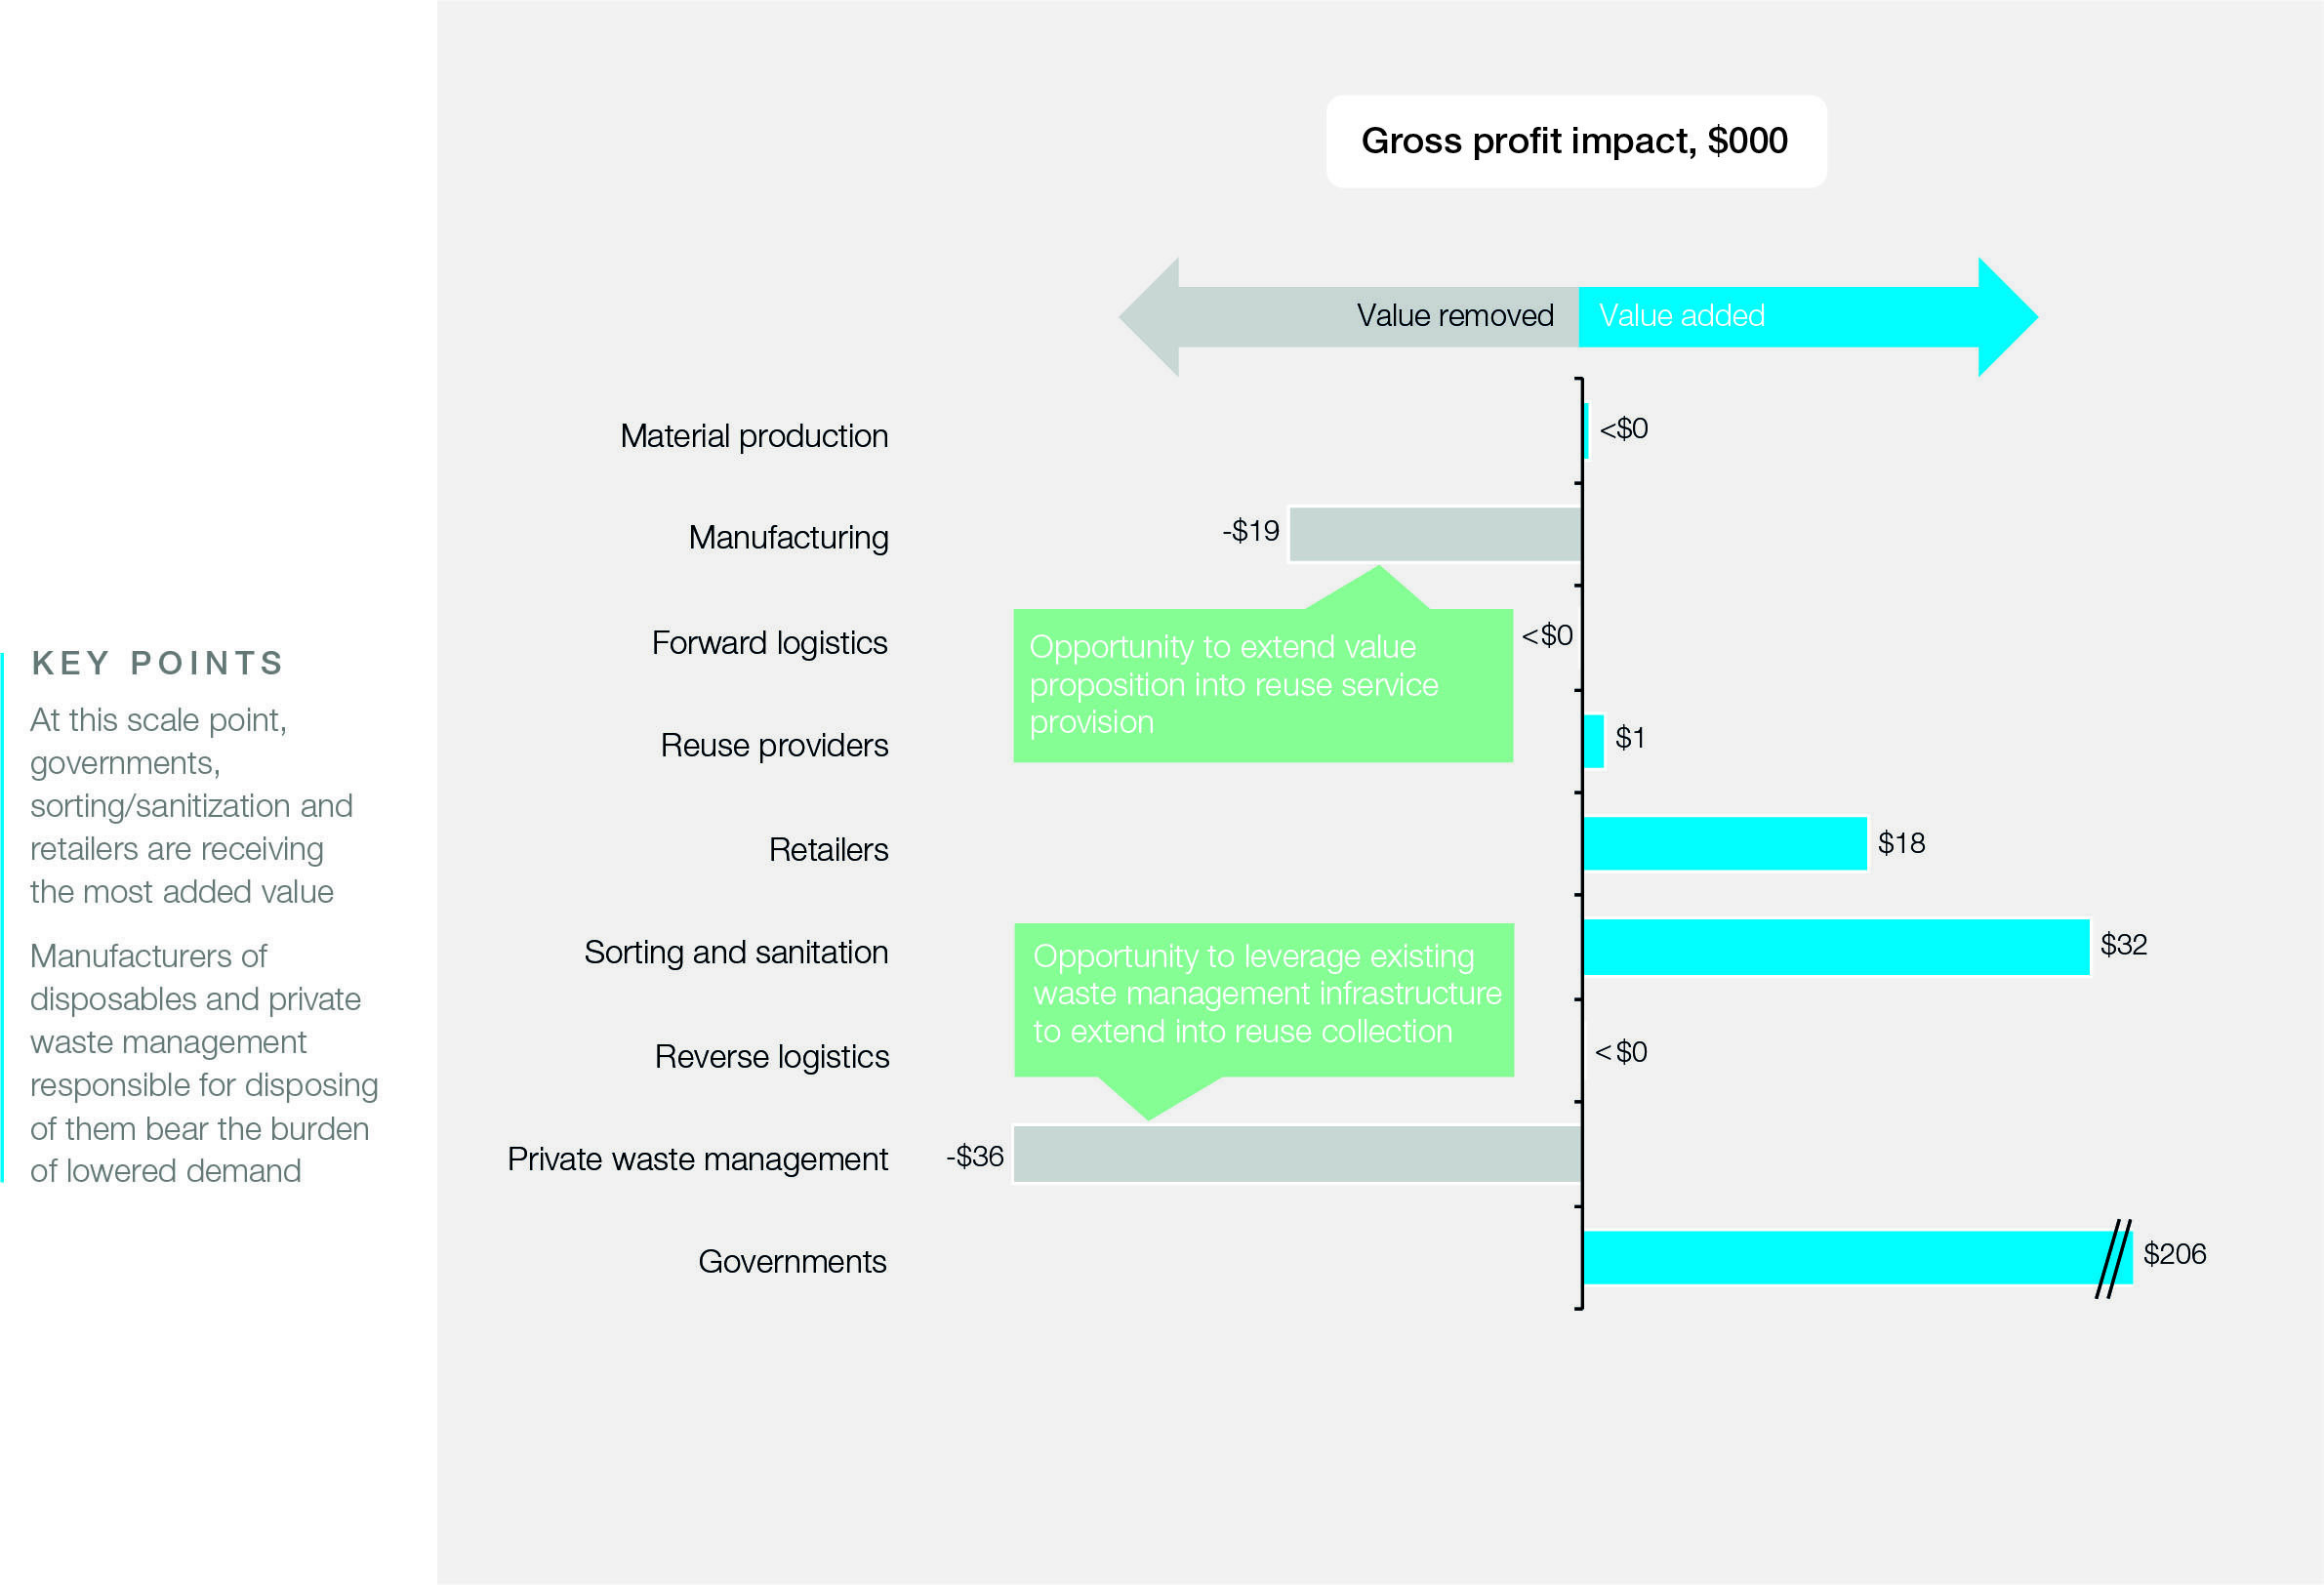 KEY POINTS
At this scale point,
governments,
sorting/sanitization and
retailers are receiving
the most added value
Manufacturers of
disposables and private
waste management
responsible for disposing
of them bear the burden
of lowered demand
Gross profit impact, $000
Value removed
Value added
Material production
<$0
Manufacturing
-$19
Opportunity to extend value
proposition into reuse service
provision
Forward logistics
<$0
Reuse providers
$1
Retailers
$18
Sorting and sanitation
$32
Opportunity to leverage existing
waste management infrastructure
to extend into reuse collection
Reverse logistics
<$0
Private waste management
-$36
Governments
$206